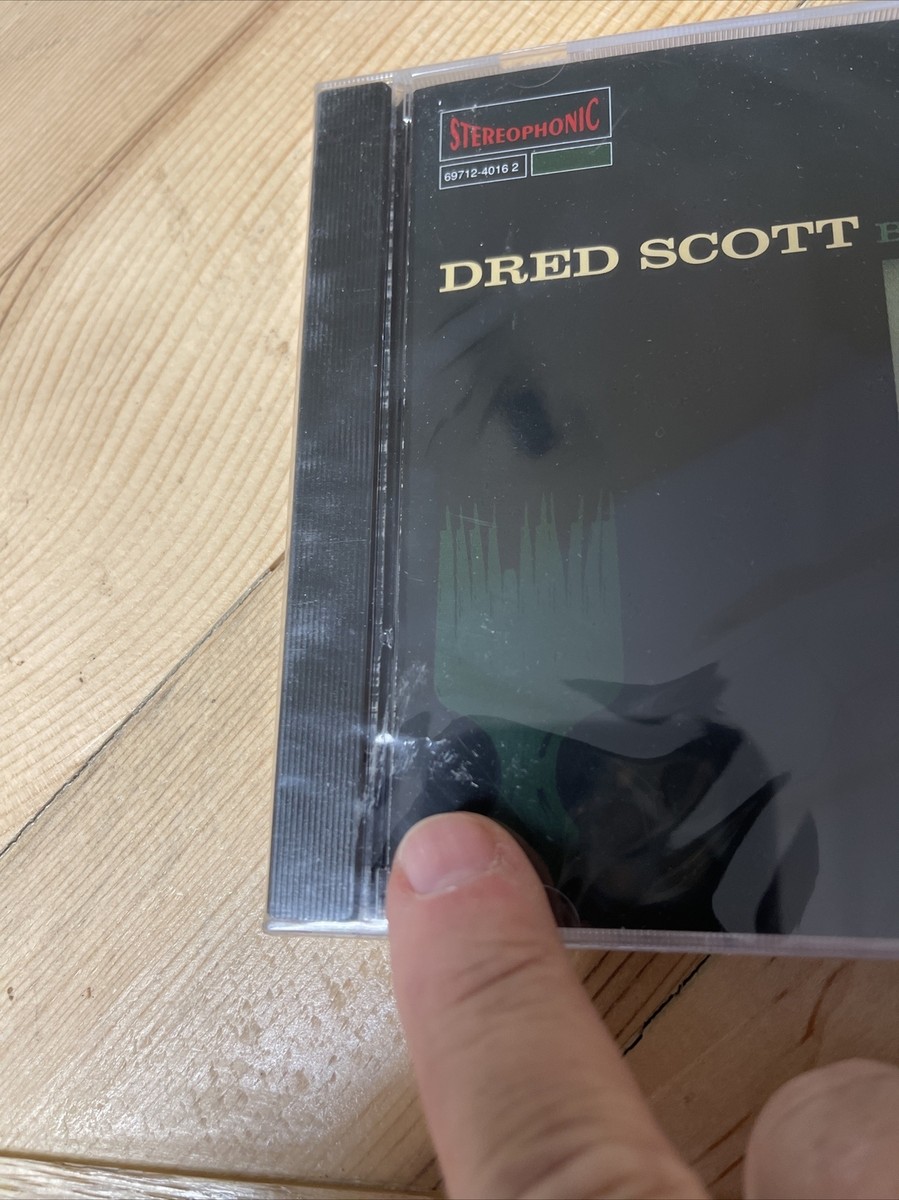 STEREOPHONIC
69712-4016 2
DRED SCOTT